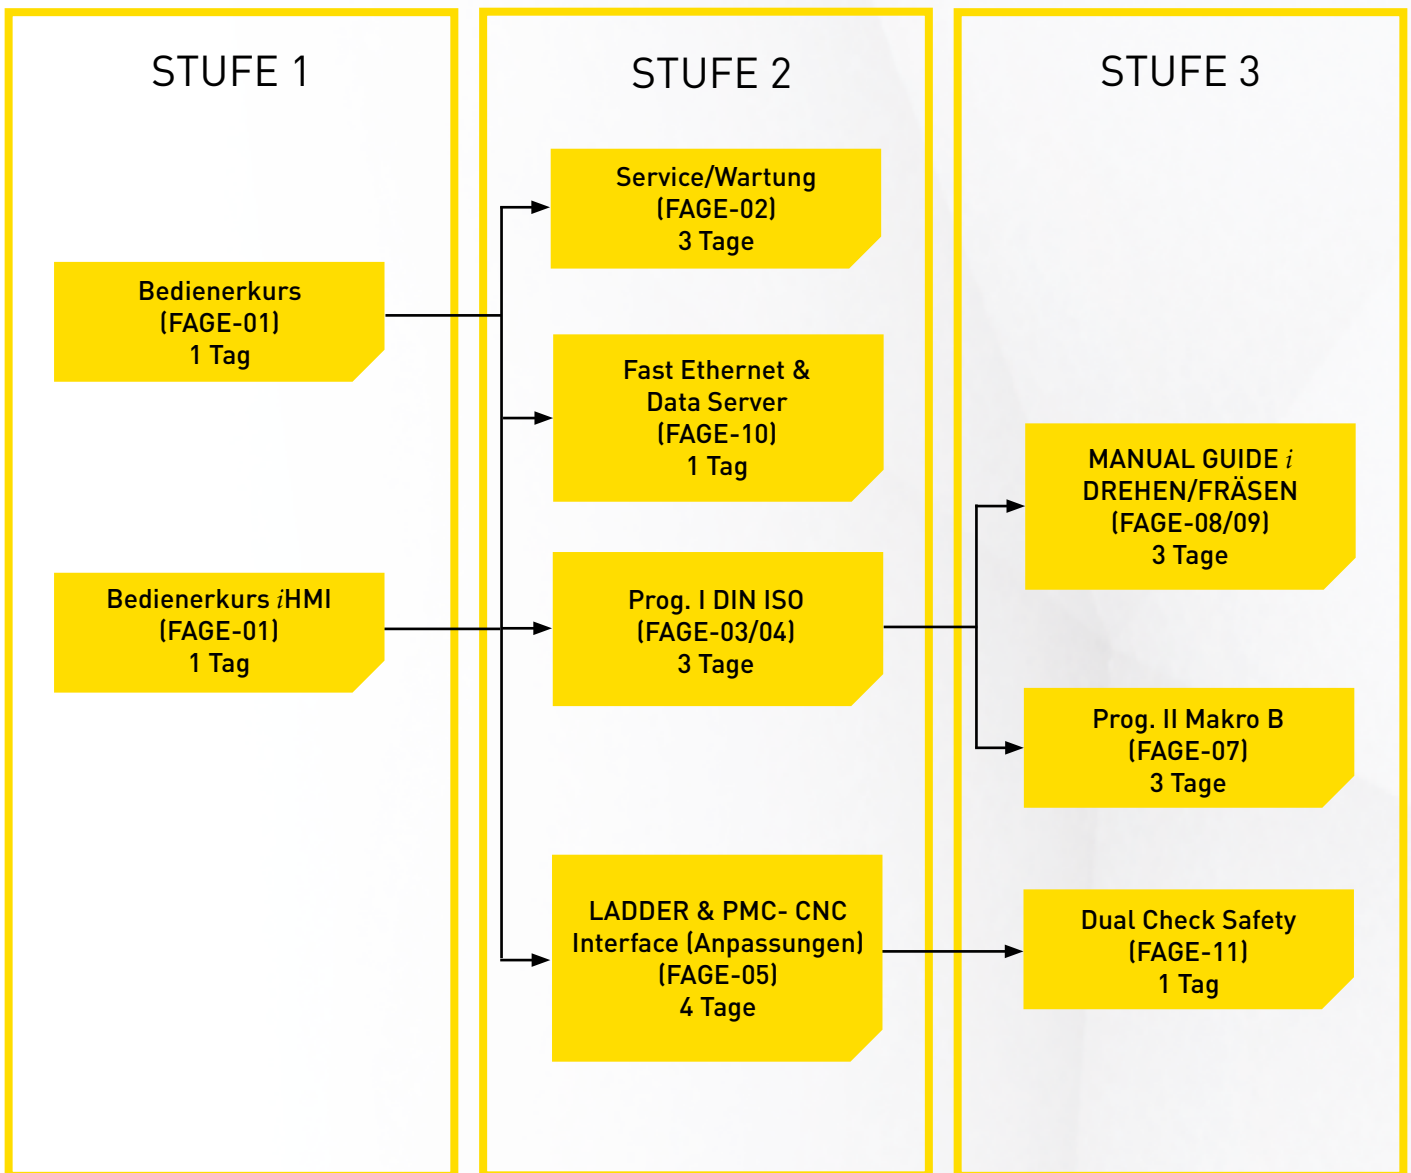 STUFE 1
Bedienerkurs
(FAGE-01)
1 Tag
Bedienerkurs iHMI
(FAGE-01)
1 Tag
STUFE 2
Service/Wartung
(FAGE-02)
3 Tage
Fast Ethernet &
Data Server
(FAGE-10)
1 Tag
Prog. I DIN ISO
(FAGE-03/04)
3 Tage
LADDER & PMC- CNC
Interface (Anpassungen)
(FAGE-05)
4 Tage
STUFE 3
MANUAL GUIDE i
DREHEN/FRÄSEN
(FAGE-08/09)
3 Tage
Prog. II Makro B
(FAGE-07)
3 Tage
Dual Check Safety
(FAGE-11)
1 Tag